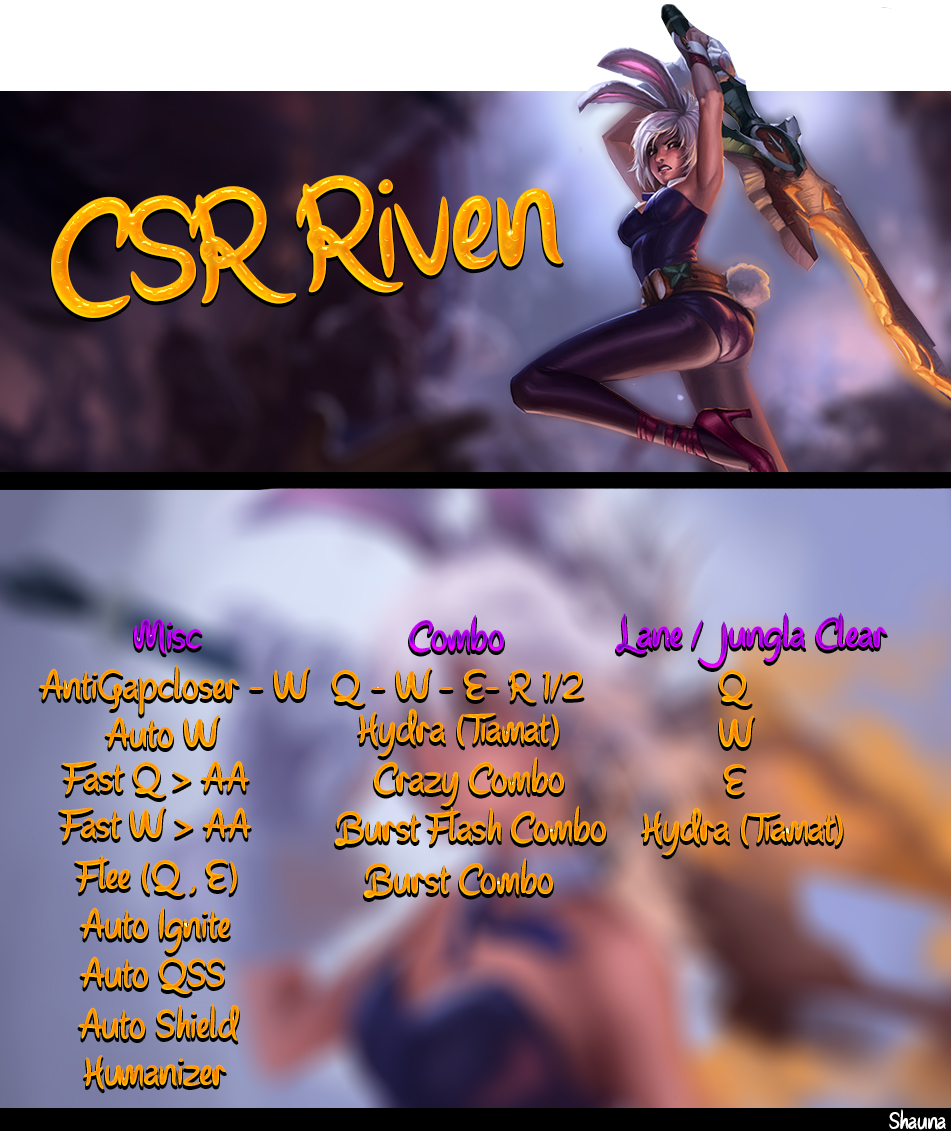 CSR Riven
Misc
AntiGapcloser - W
Auto W
Fast Q > AA
Fast W > AA
Flee (Q , E)
Auto Ignite
Auto QSS
Auto Shield
Humanizer
Combo
Q - W - E- R 1/2
Hydra (Tiamat)
Crazy Combo
Burst Flash Combo
Burst Combo
Lane / Jungla Clear
Q
W
E
Hydra (Tiamat)
Shauna